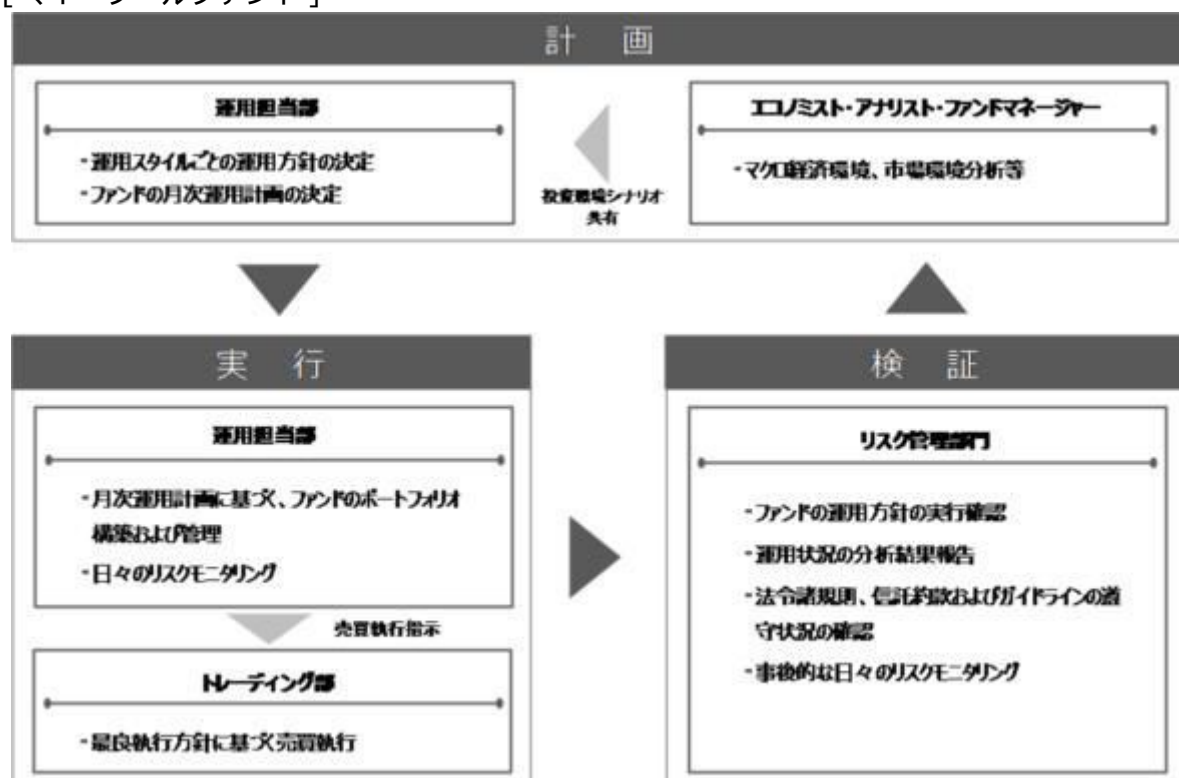 計 画
運用担当部
- 運用スタイルごとの運用方針の決定
- ファンドの月次運用計画の決定
投資環境シナリオ
共有
エコノミスト・アナリスト・ファンドマネージャー
- マクロ経済環境、市場環境分析等
実 行
運用担当部
- 月次運用計画に基づく、ファンドのポートフォリオ
構築および管理
- 日々のリスクモニタリング
売買執行指示
トレーディング部
- 最良執行方針に基づく売買執行
検 証
リスク管理部門
- ファンドの運用方針の実行確認
- 運用状況の分析結果報告
- 法令諸規則、信託約款およびガイドラインの遵
守状況の確認
- 事後的な日々のリスクモニタリング